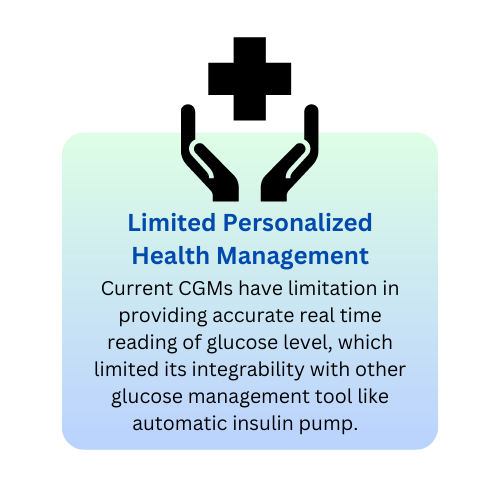 Limited Personalized
Health Management
Current CGMs have limitation in
providing accurate real time
reading of glucose level, which
limited its integrability with other
glucose management tool like
automatic insulin pump.